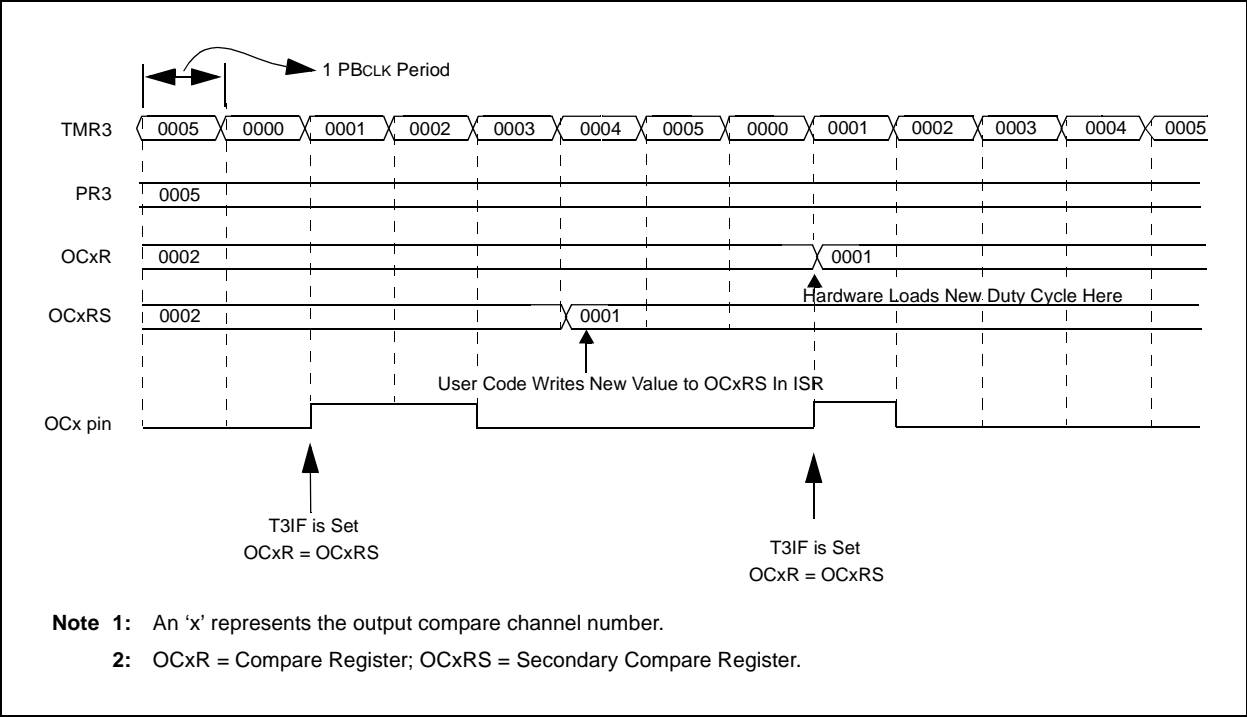 1 PBCLK Period
TMR3 0005 0000 0001 0002 0003 0004 0005 0000 0001 0002 0003 0004 0005
PR3 0005
OCxR 0002 0001
Hardware Loads New Duty Cycle Here
OCxRS 0002 0001
User Code Writes New Value to OCxRS In ISR
OCx pin
T3IF is Set
OCxR = OCxRS
T3IF is Set
OCxR = OCxRS
Note 1: An ‘x’ represents the output compare channel number.
2: OCxR = Compare Register; OCxRS = Secondary Compare Register.